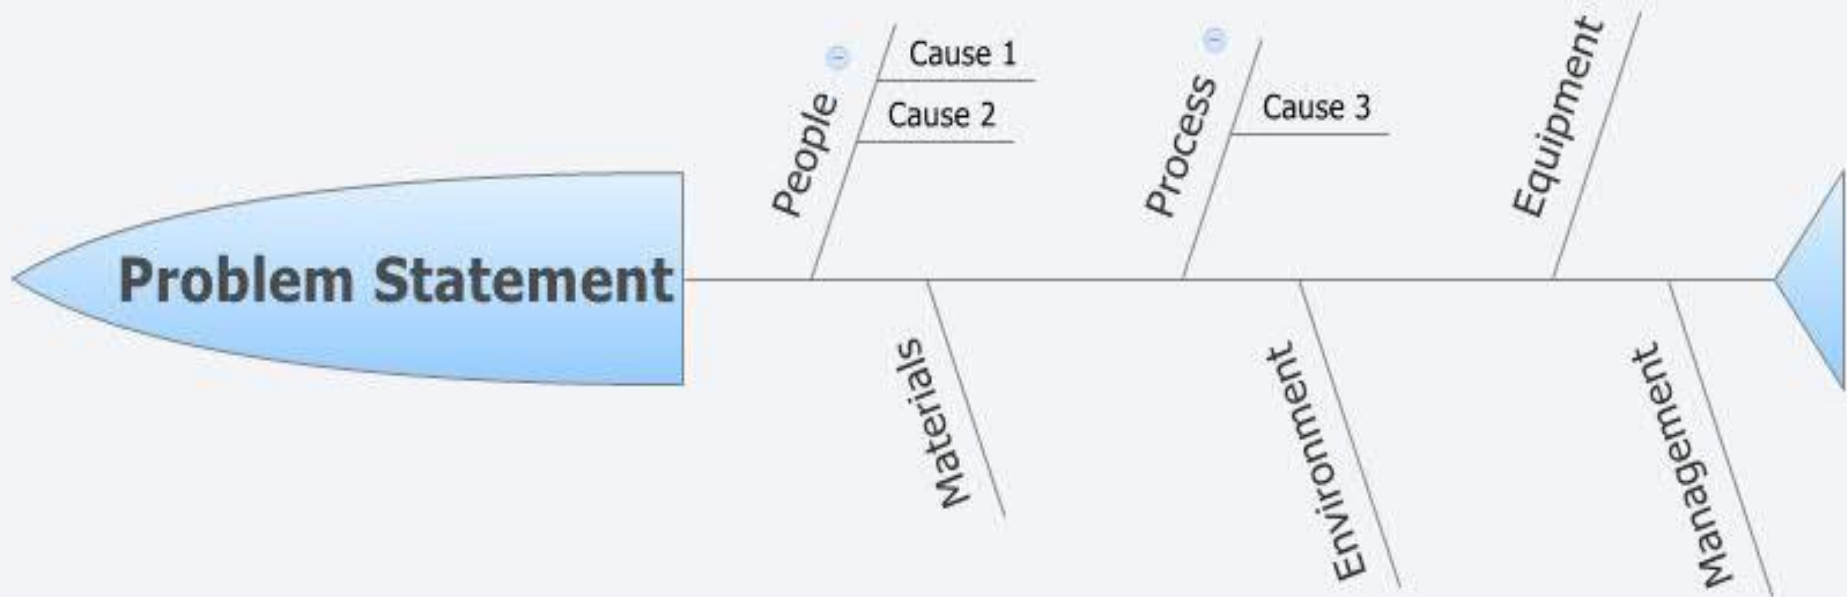 Problem Statement
People
Cause 1
Cause 2
Process
Cause 3
Equipment
Materials
Environment
Management